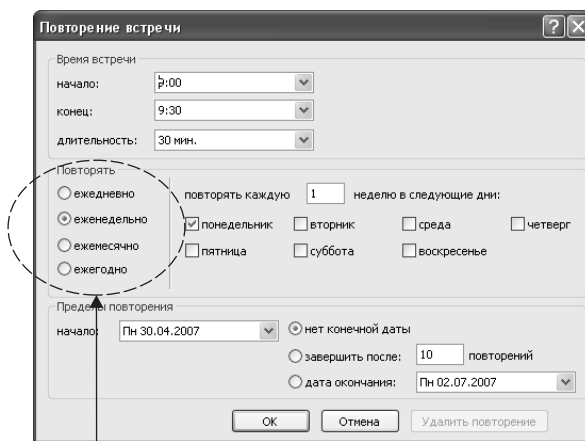 Повторение встречи
Время встречи
начало: 9:00
конец: 9:30
длительность: 30 мин.
Повторять
ежедневно повторять каждую 1 неделю в следующие дни:
еженедельно понедельник вторник среда четверг
ежемесячно пятница суббота воскресенье
ежегодно
Пределы повторения
начало: Пн 30.04.2007 нет конечной даты
завершить после: 10 повторений
дата окончания: Пн 02.07.2007
ОК Отмена Удалить повторение